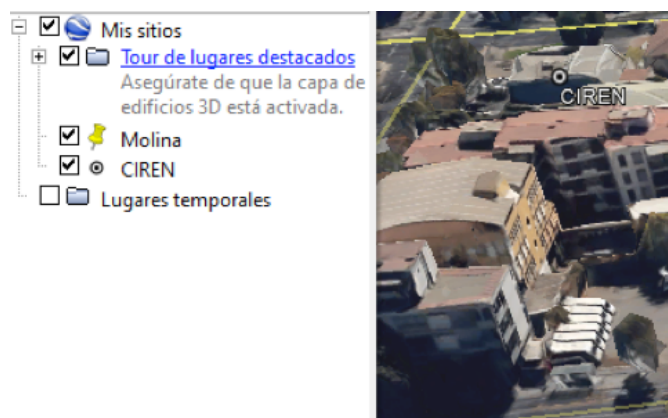 Mis sitios
Tour de lugares destacados
Asegúrate de que la capa de
edificios 3D está activada.
Molina
CIREN
Lugares temporales
CIREN